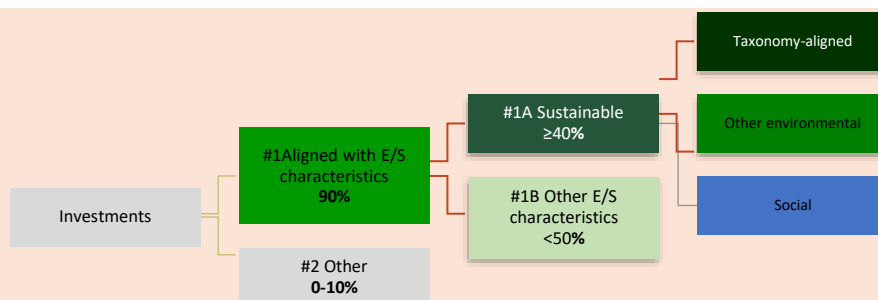 Taxonomy-aligned
#1A Sustainable
≥40%
Other environmental
#1Aligned with E/S
characteristics
90%
#1B Other E/S
characteristics
<50%
Social
Investments
#2 Other
0-10%